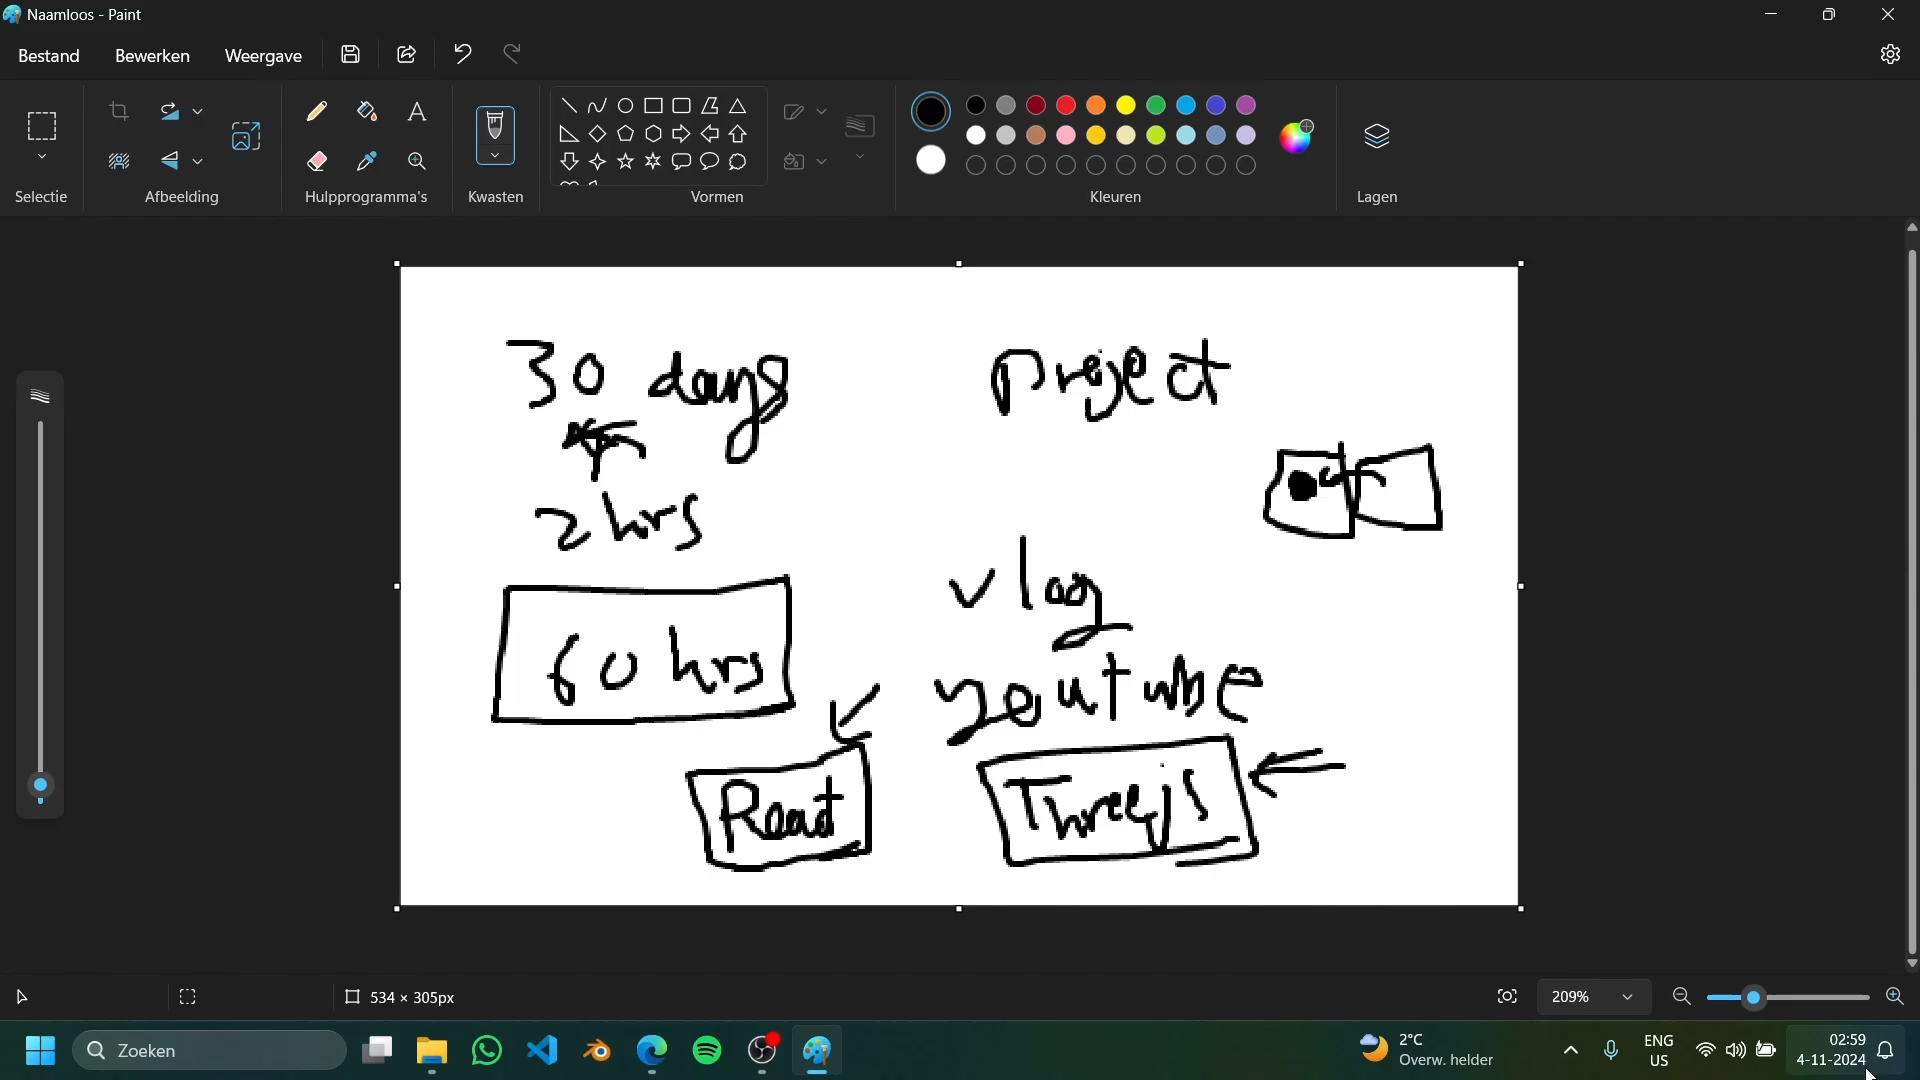 Naamloos - Paint
Bestand Bewerken Weergave
Selectie Afbeelding Hulpprogramma's Kwasten Vormen Kleuren Lagen
30 days
project
2 hrs
vlog
60 hrs
youtube
React
Threejs
534 × 305px
209%
Zoeken
2°C
Overw. helder
ENG
US
02:59
4-11-2024